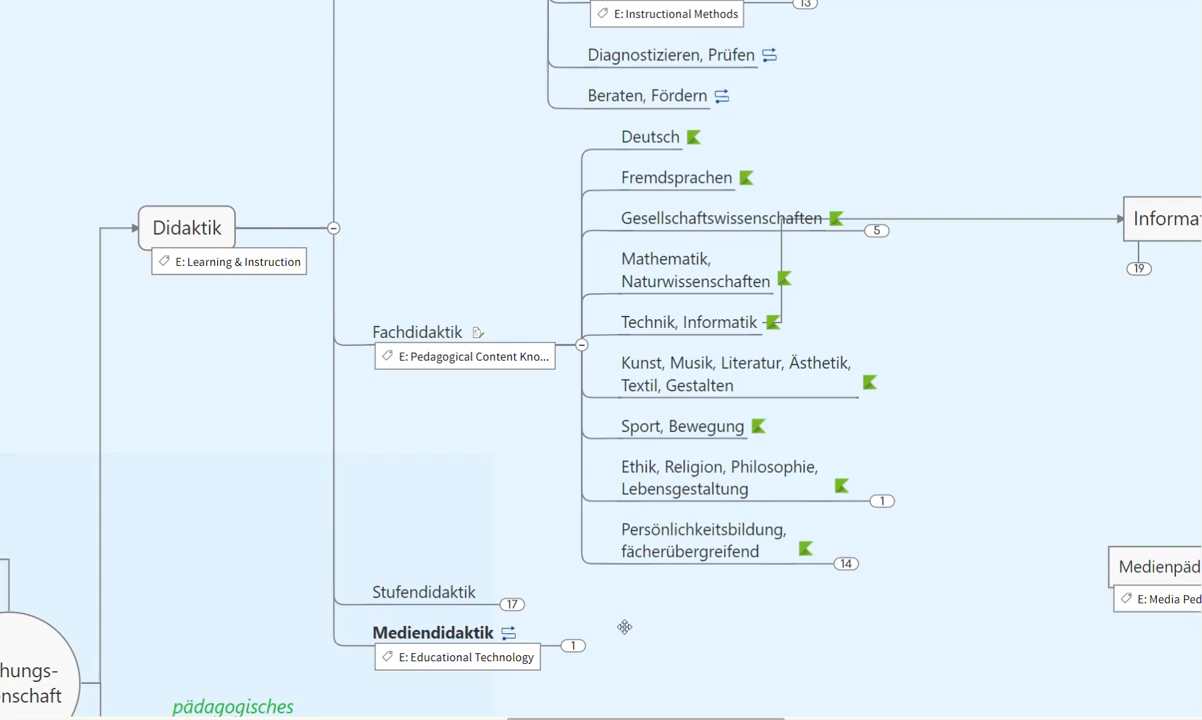 13
E: Instructional Methods
Diagnostizieren, Prüfen
Beraten, Fördern
Deutsch
Fremdsprachen
Gesellschaftswissenschaften
5
Mathematik,
Naturwissenschaften
Technik, Informatik
Kunst, Musik, Literatur, Ästhetik,
Textil, Gestalten
Sport, Bewegung
Ethik, Religion, Philosophie,
Lebensgestaltung
1
Persönlichkeitsbildung,
fächerübergreifend
14
Didaktik
E: Learning & Instruction
Fachdidaktik
E: Pedagogical Content Kno...
Stufendidaktik
17
Mediendidaktik
1
E: Educational Technology
Informa
19
Medienpäd
E: Media Ped
hungs-
enschaft
pädagogisches